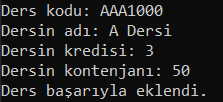 Ders kodu: AAA1000
Dersin adı: A Dersi
Dersin kredisi: 3
Dersin kontenjanı: 50
Ders başarıyla eklendi.